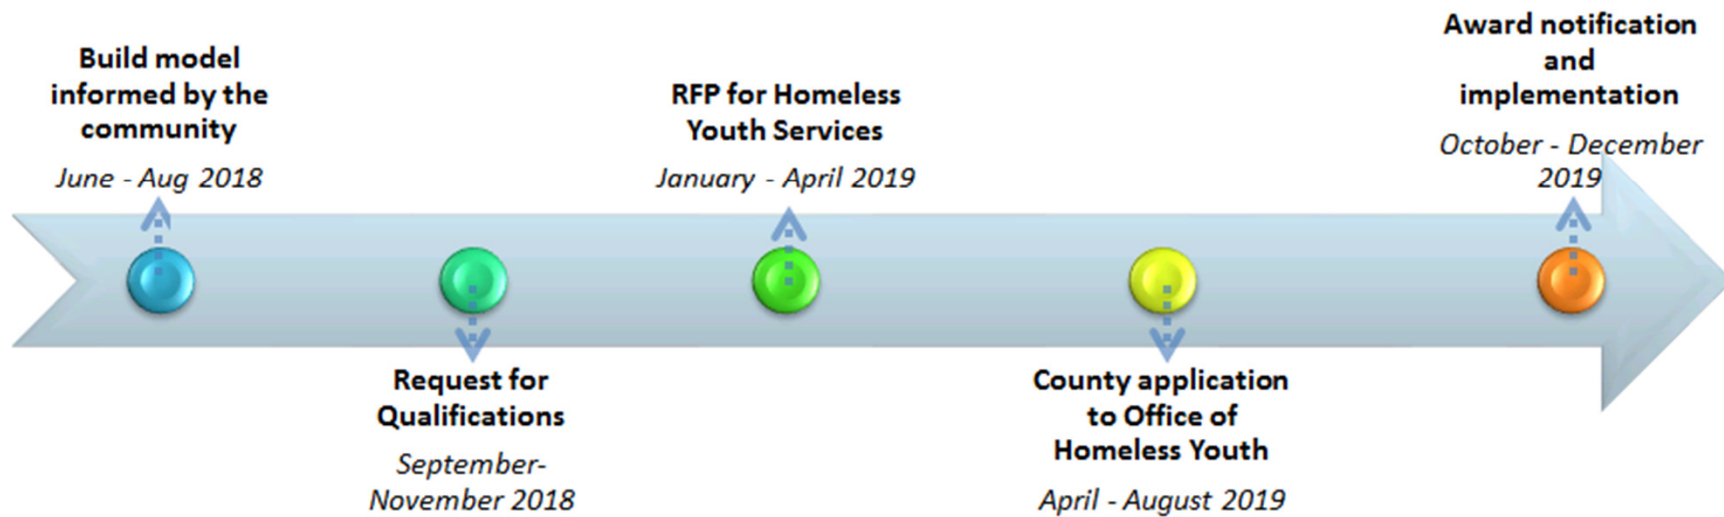 Build model
informed by the
community
June - Aug 2018
Request for
Qualifications
September-
November 2018
RFP for Homeless
Youth Services
January - April 2019
County application
to Office of
Homeless Youth
April - August 2019
Award notification
and
implementation
October - December
2019